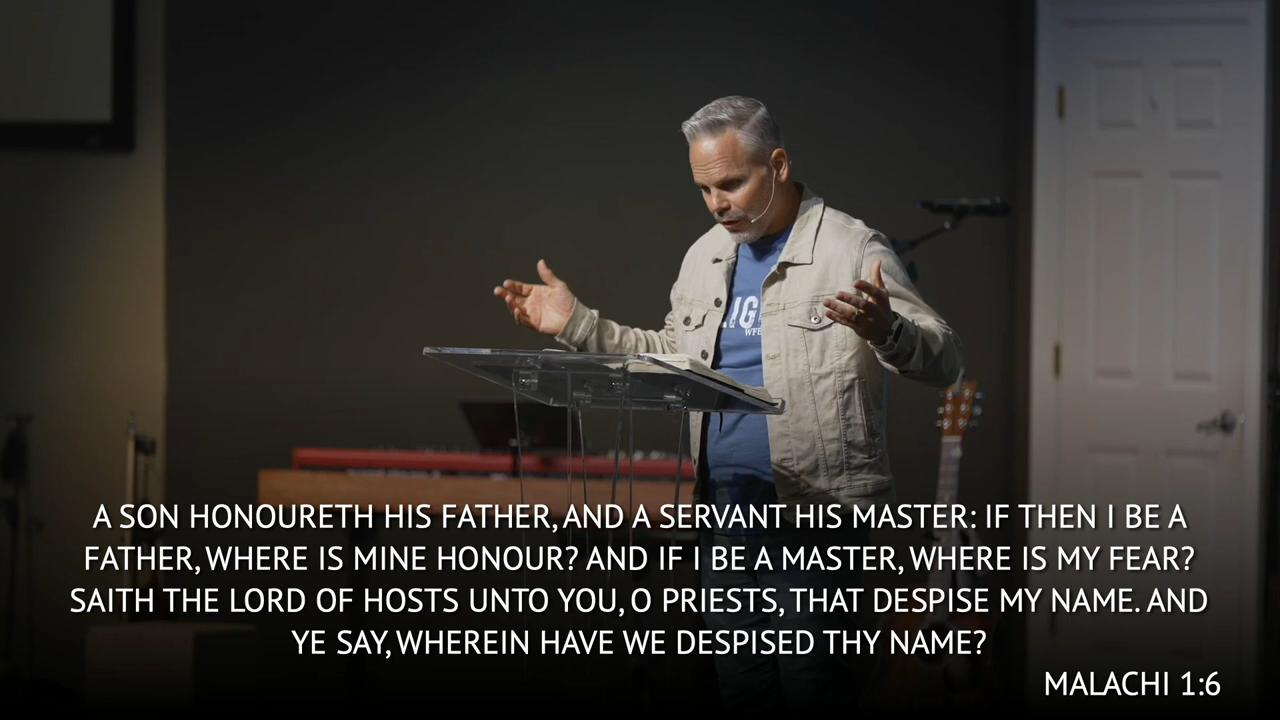 LIG
WFB
A SON HONOURETH HIS FATHER, AND A SERVANT HIS MASTER: IF THEN I BE A
FATHER, WHERE IS MINE HONOUR? AND IF I BE A MASTER, WHERE IS MY FEAR?
SAITH THE LORD OF HOSTS UNTO YOU, O PRIESTS, THAT DESPISE MY NAME. AND
YE SAY, WHEREIN HAVE WE DESPISED THY NAME?
MALACHI 1:6